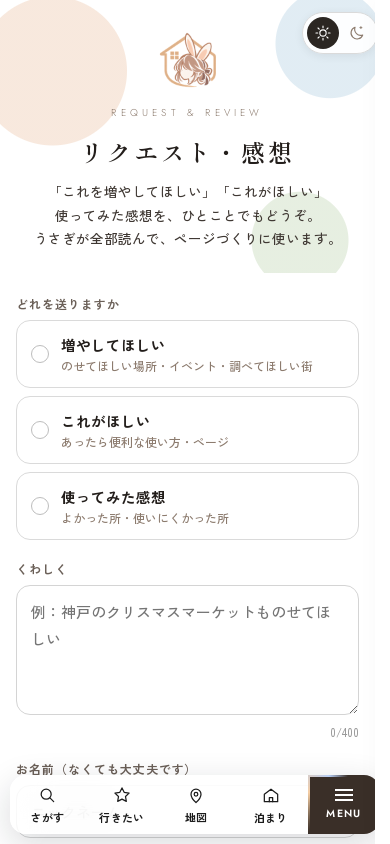 REQUEST & REVIEW
リクエスト・感想
「これを増やしてほしい」「これがほしい」
使ってみた感想を、ひとことでもどうぞ。
うさぎが全部読んで、ページづくりに使います。
どれを送りますか
増やしてほしい
のせてほしい場所・イベント・調べてほしい街
これがほしい
あったら便利な使い方・ページ
使ってみた感想
よかった所・使いにくかった所
くわしく
例：神戸のクリスマスマーケットものせてほ
しい
0/400
お名前（なくても大丈夫です）
さがす
行きたい
地図
泊まり
MENU